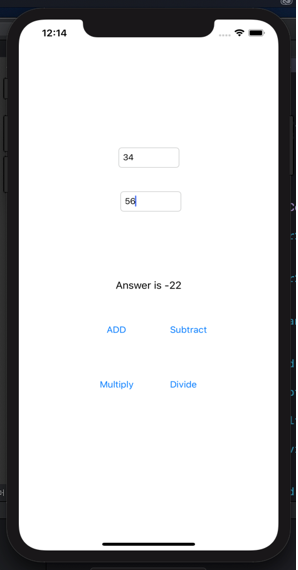 12:14
34
56
Answer is -22
ADD Subtract
Multiply Divide